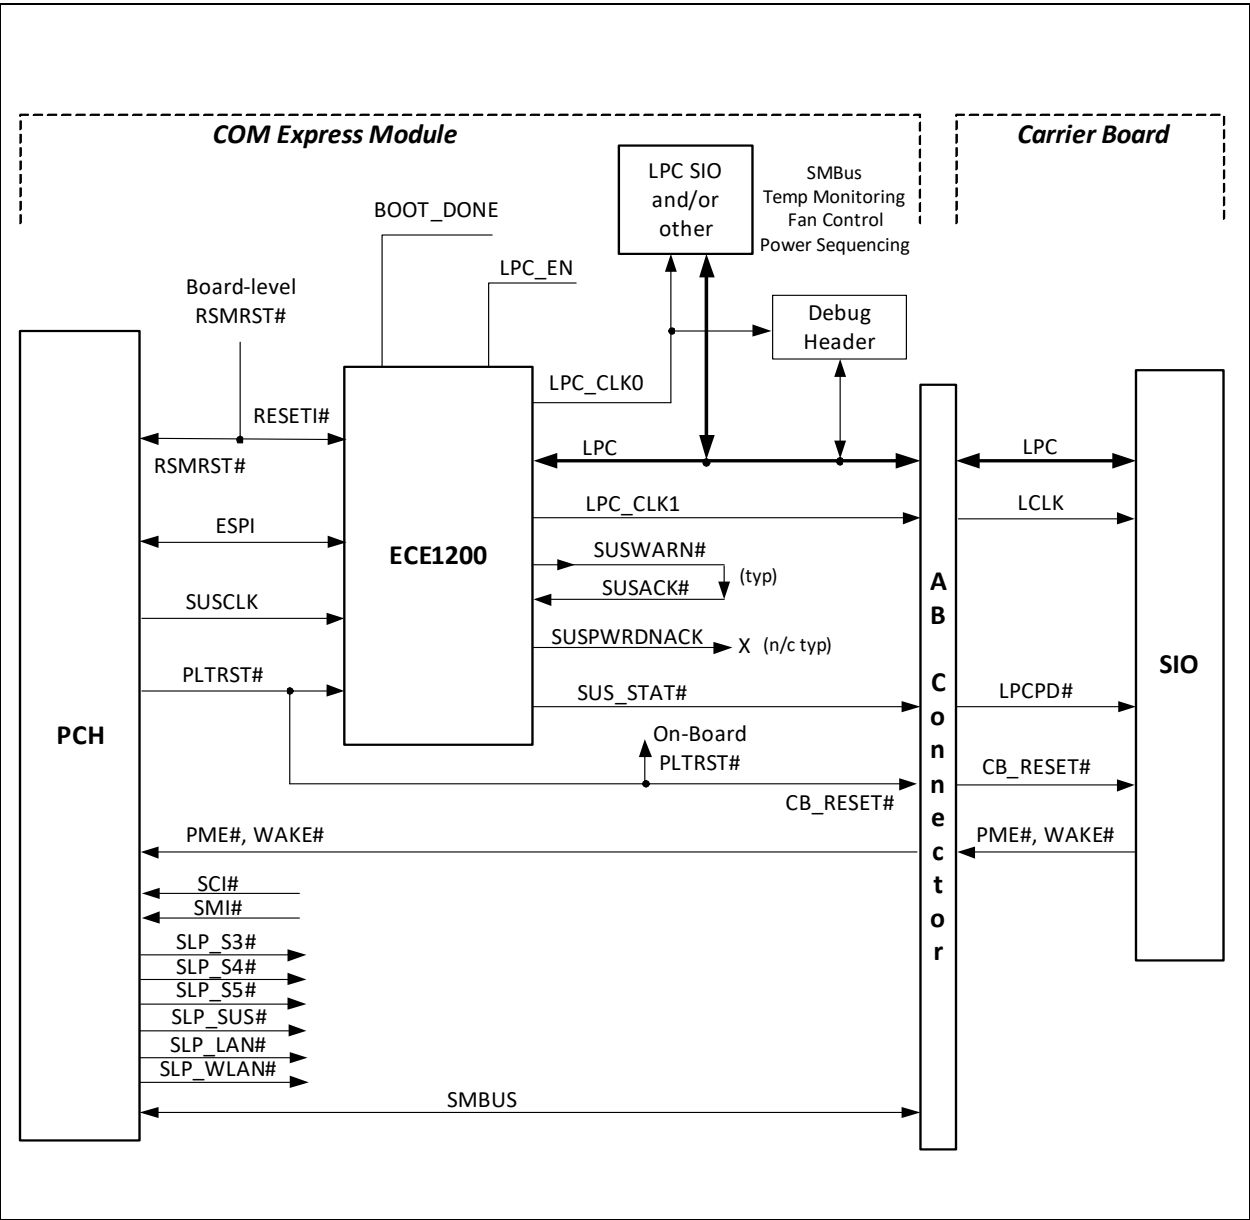 COM Express Module
Carrier Board
LPC SIO
and/or
other
SMBus
Temp Monitoring
Fan Control
Power Sequencing
BOOT_DONE
LPC_EN
Board-level
RSMRST#
Debug
Header
LPC_CLK0
RESETI#
RSMRST#
LPC
LPC
ESPI
LPC_CLK1
LCLK
ECE1200
SUSWARN#
(typ)
SUSACK#
SUSCLK
SUSPWRDNACK
X (n/c typ)
PLTRST#
SUS_STAT#
LPCPD#
SIO
PCH
On-Board
PLTRST#
CB_RESET#
CB_RESET#
AB Connector
PME#, WAKE#
PME#, WAKE#
SCI#
SMI#
SLP_S3#
SLP_S4#
SLP_S5#
SLP_SUS#
SLP_LAN#
SLP_WLAN#
SMBUS